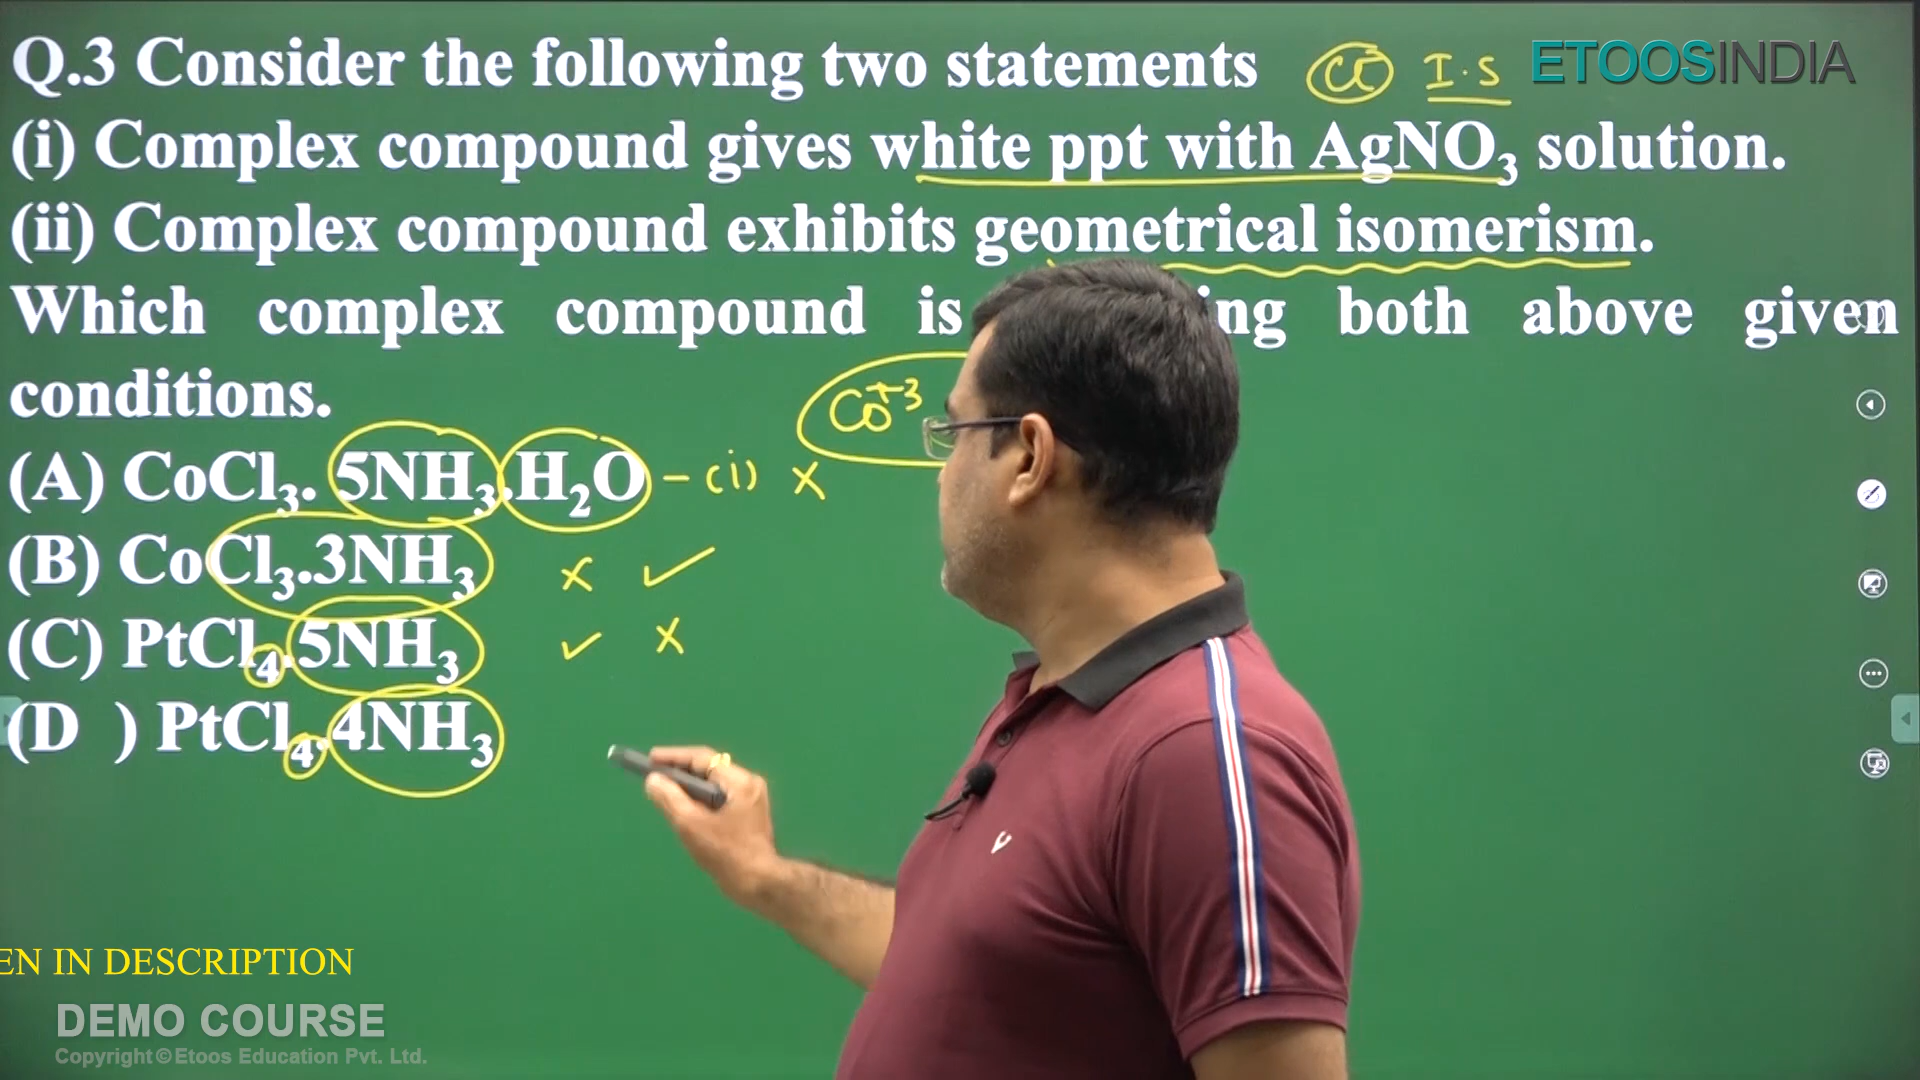 Q.3 Consider the following two statements Cl⁻ I.S ETOOSINDIA
(i) Complex compound gives white ppt with AgNO₃ solution.
(ii) Complex compound exhibits geometrical isomerism.
Which complex compound is ing both above given
conditions.
Co⁺³
(A) CoCl₃. 5NH₃.H₂O – (i) x
(B) CoCl₃.3NH₃ x ✓
(C) PtCl₄.5NH₃ ✓ x
(D ) PtCl₄.4NH₃
EN IN DESCRIPTION
DEMO COURSE
Copyright © Etoos Education Pvt. Ltd.